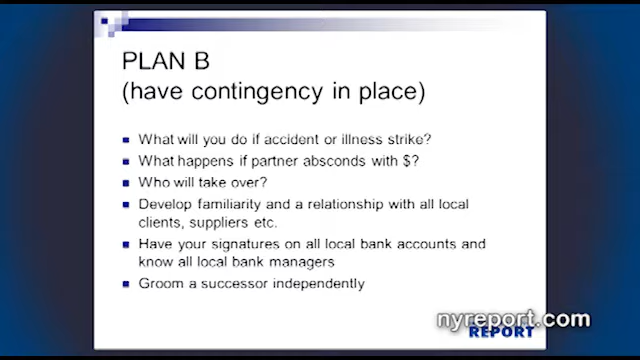 PLAN B
(have contingency in place)
What will you do if accident or illness strike?
What happens if partner absconds with $?
Who will take over?
Develop familiarity and a relationship with all local
clients, suppliers etc.
Have your signatures on all local bank accounts and
know all local bank managers
Groom a successor independently
nyreport.com
REPORT